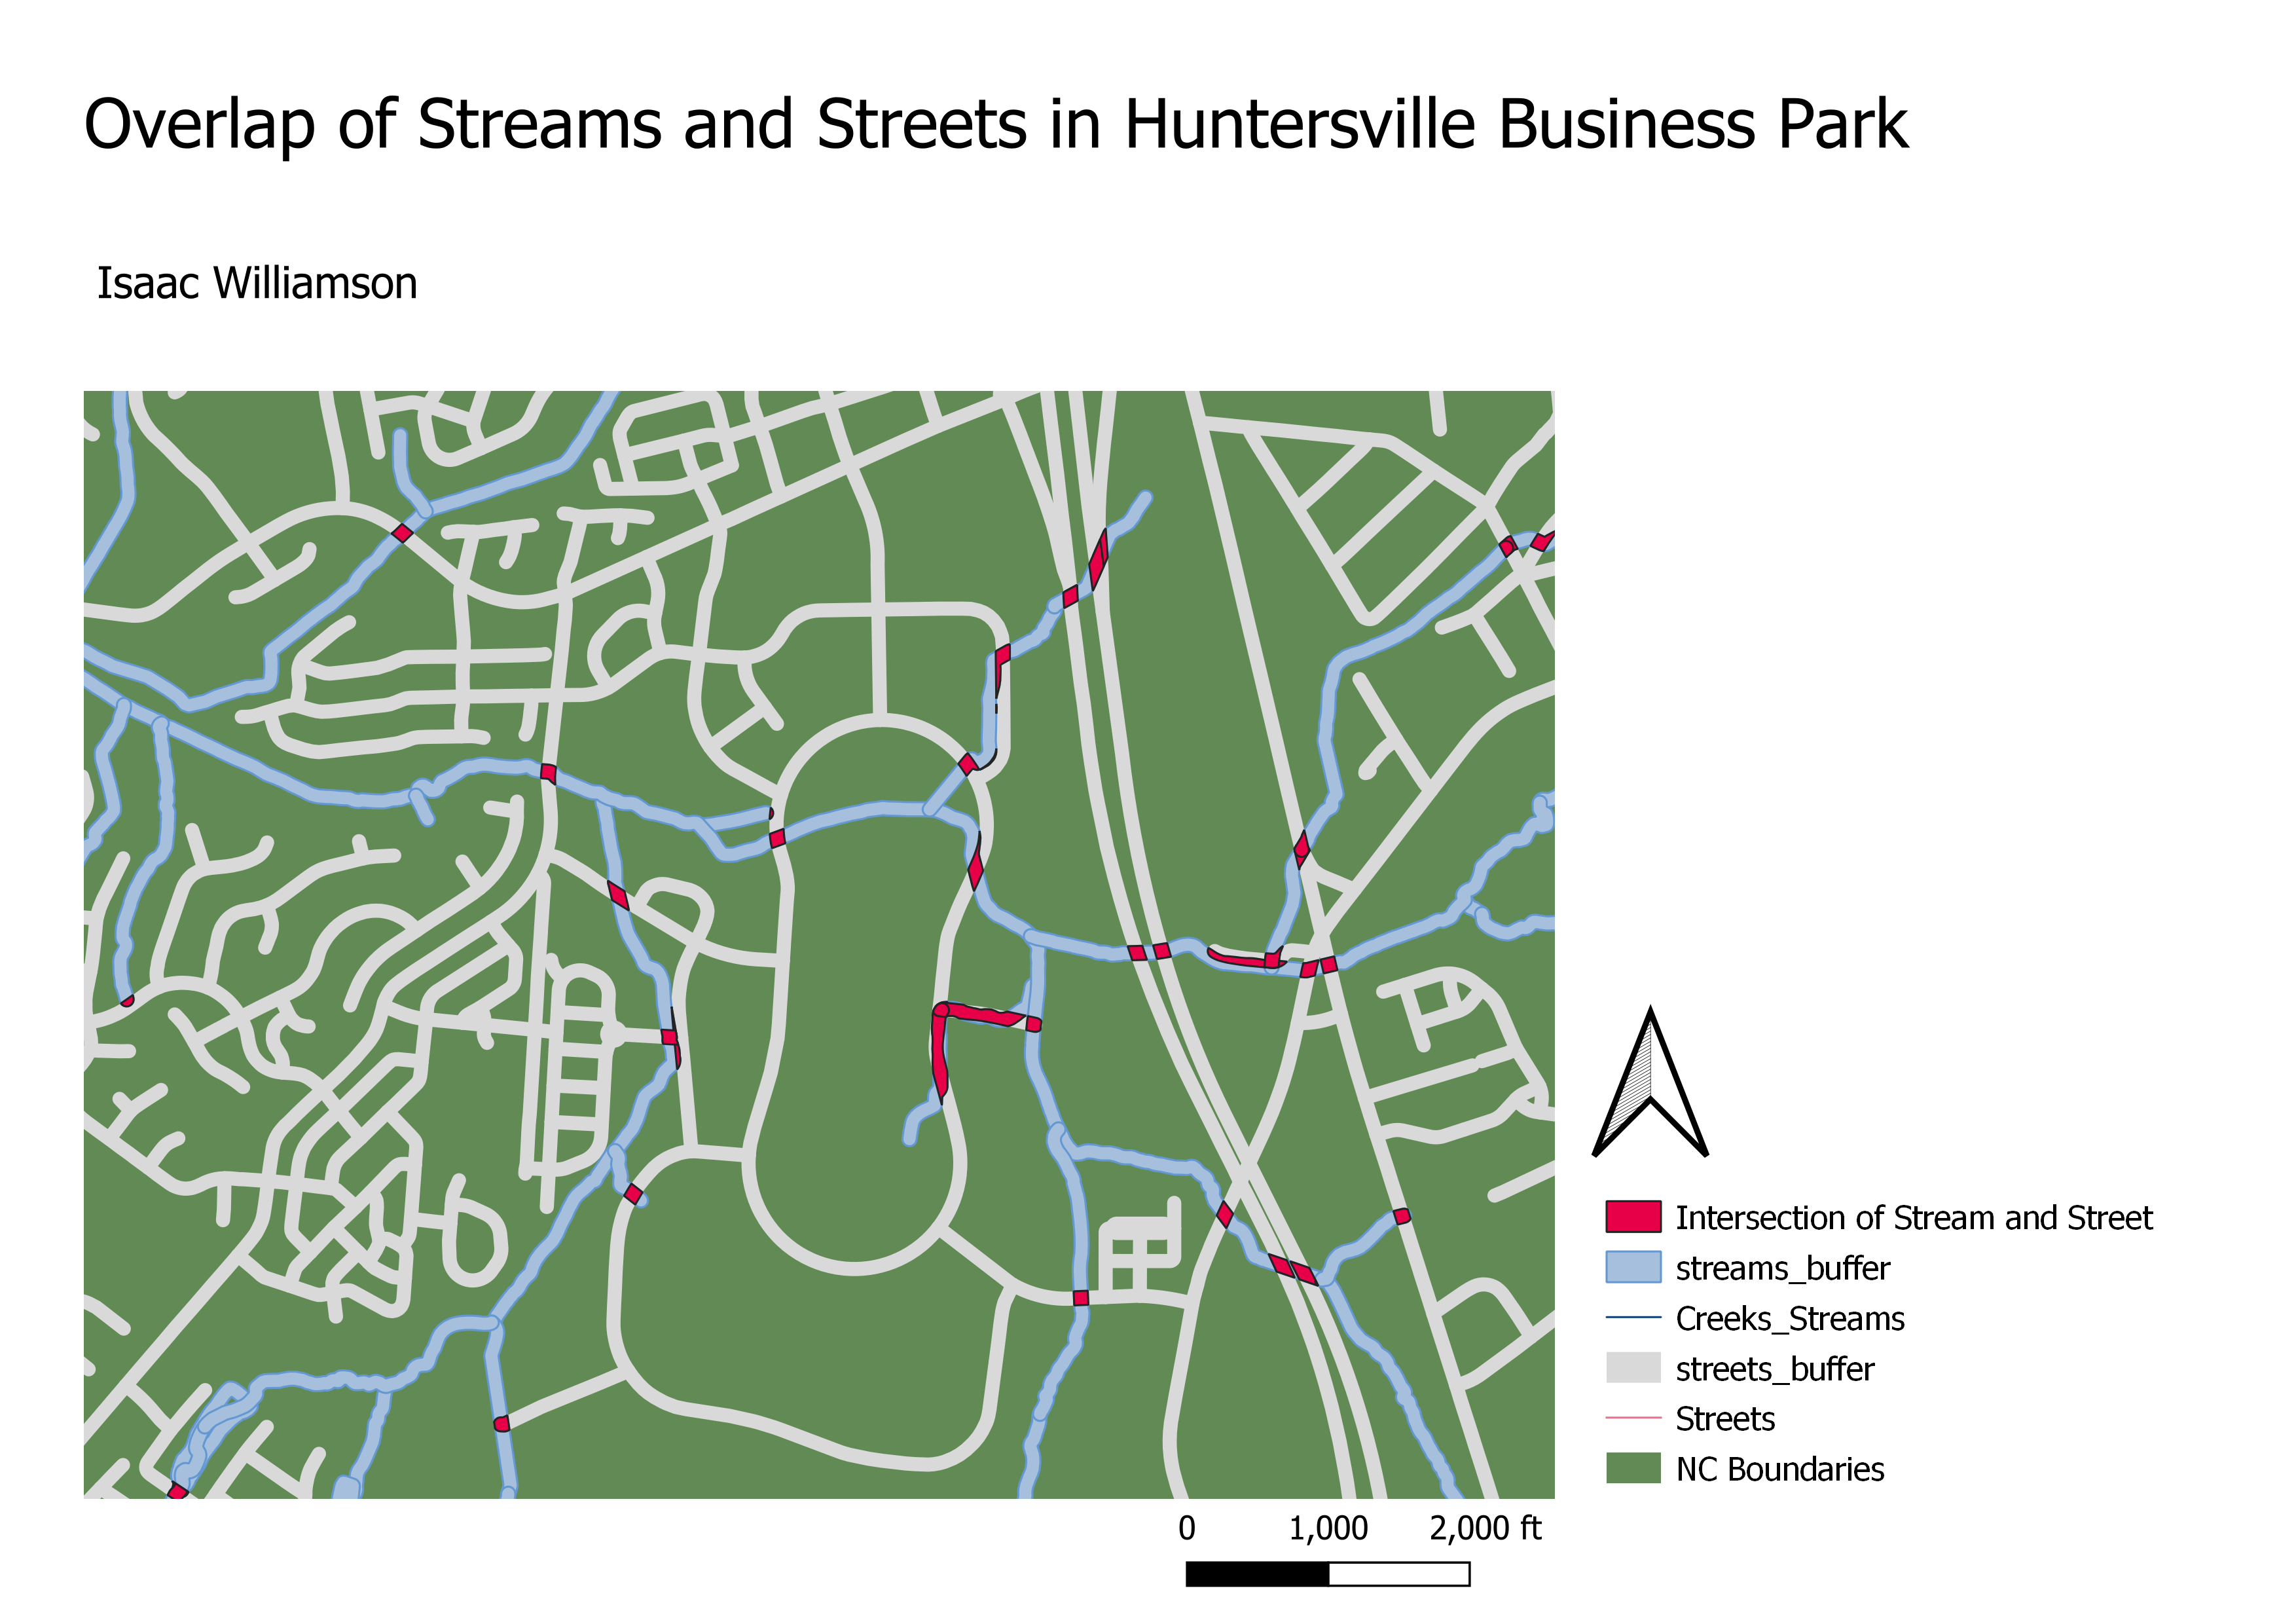 Overlap of Streams and Streets in Huntersville Business Park
Isaac Williamson
Intersection of Stream and Street
streams_buffer
Creeks_Streams
streets_buffer
Streets
NC Boundaries
0 1,000 2,000 ft